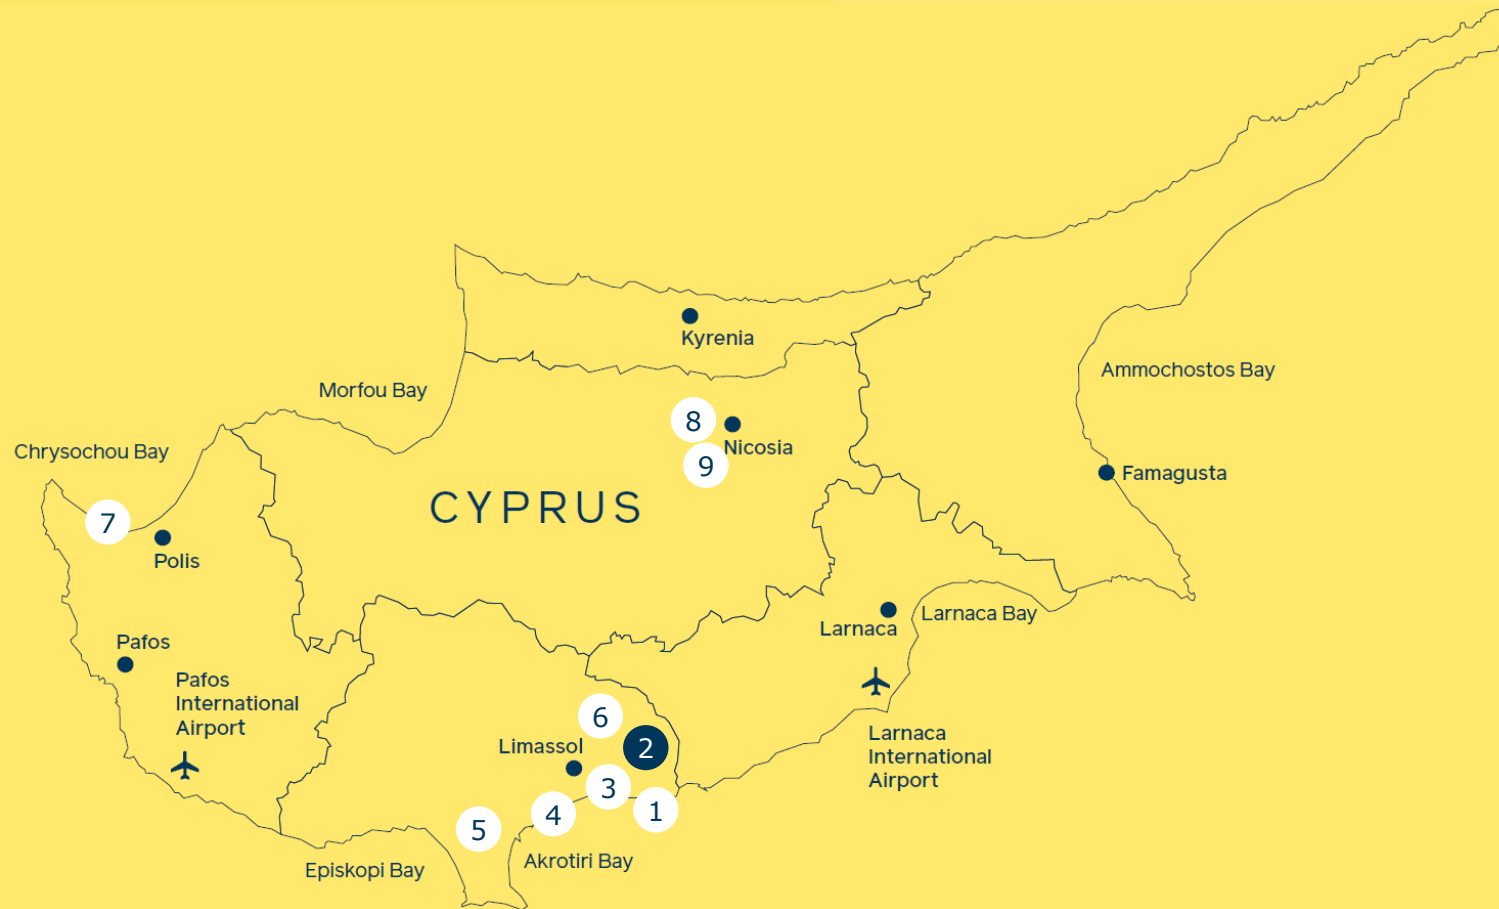 Kyrenia
Ammochostos Bay
Morfou Bay
8
Nicosia
9
Chrysochou Bay
Famagusta
CYPRUS
7
Polis
Larnaca Bay
Larnaca
Pafos
Pafos
International
Airport
6
Limassol
2
Larnaca
International
Airport
3
1
4
5
Akrotiri Bay
Episkopi Bay